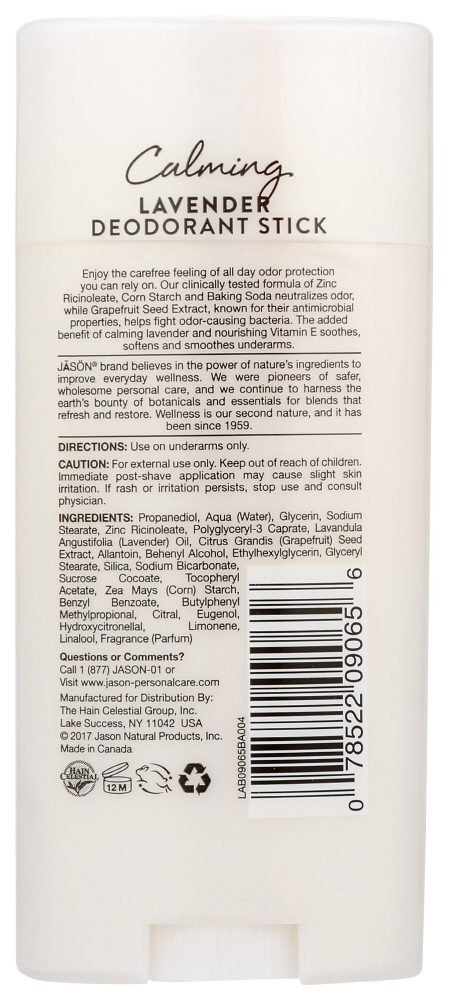 Calming
LAVENDER
DEODORANT STICK
Enjoy the carefree feeling of all day odor protection
you can rely on. Our clinically tested formula of Zinc
Ricinoleate, Corn Starch and Baking Soda neutralizes odor,
while Grapefruit Seed Extract, known for their antimicrobial
properties, helps fight odor-causing bacteria. The added
benefit of calming lavender and nourishing Vitamin E soothes,
softens and smoothes underarms.
JĀSÖN® brand believes in the power of nature's ingredients to
improve everyday wellness. We were pioneers of safer,
wholesome personal care, and we continue to harness the
earth's bounty of botanicals and essentials for blends that
refresh and restore. Wellness is our second nature, and it has
been since 1959.
DIRECTIONS: Use on underarms only.
CAUTION: For external use only. Keep out of reach of children.
Immediate post-shave application may cause slight skin
irritation. If rash or irritation persists, stop use and consult
physician.
INGREDIENTS: Propanediol, Aqua (Water), Glycerin, Sodium
Stearate, Zinc Ricinoleate, Polyglyceryl-3 Caprate, Lavandula
Angustifolia (Lavender) Oil, Citrus Grandis (Grapefruit) Seed
Extract, Allantoin, Behenyl Alcohol, Ethylhexylglycerin, Glyceryl
Stearate, Silica, Sodium Bicarbonate,
Sucrose Cocoate, Tocopheryl
Acetate, Zea Mays (Corn) Starch,
Benzyl Benzoate, Butylphenyl
Methylpropional, Citral, Eugenol,
Hydroxycitronellal, Limonene,
Linalool, Fragrance (Parfum)
Questions or Comments?
Call 1 (877) JASON-01 or
Visit www.jason-personalcare.com
Manufactured for Distribution By:
The Hain Celestial Group, Inc.
Lake Success, NY 11042 USA
© 2017 Jason Natural Products, Inc.
Made in Canada
HAIN
CELESTIAL
12 M
LAB09065BA004
0 78522 09065 6